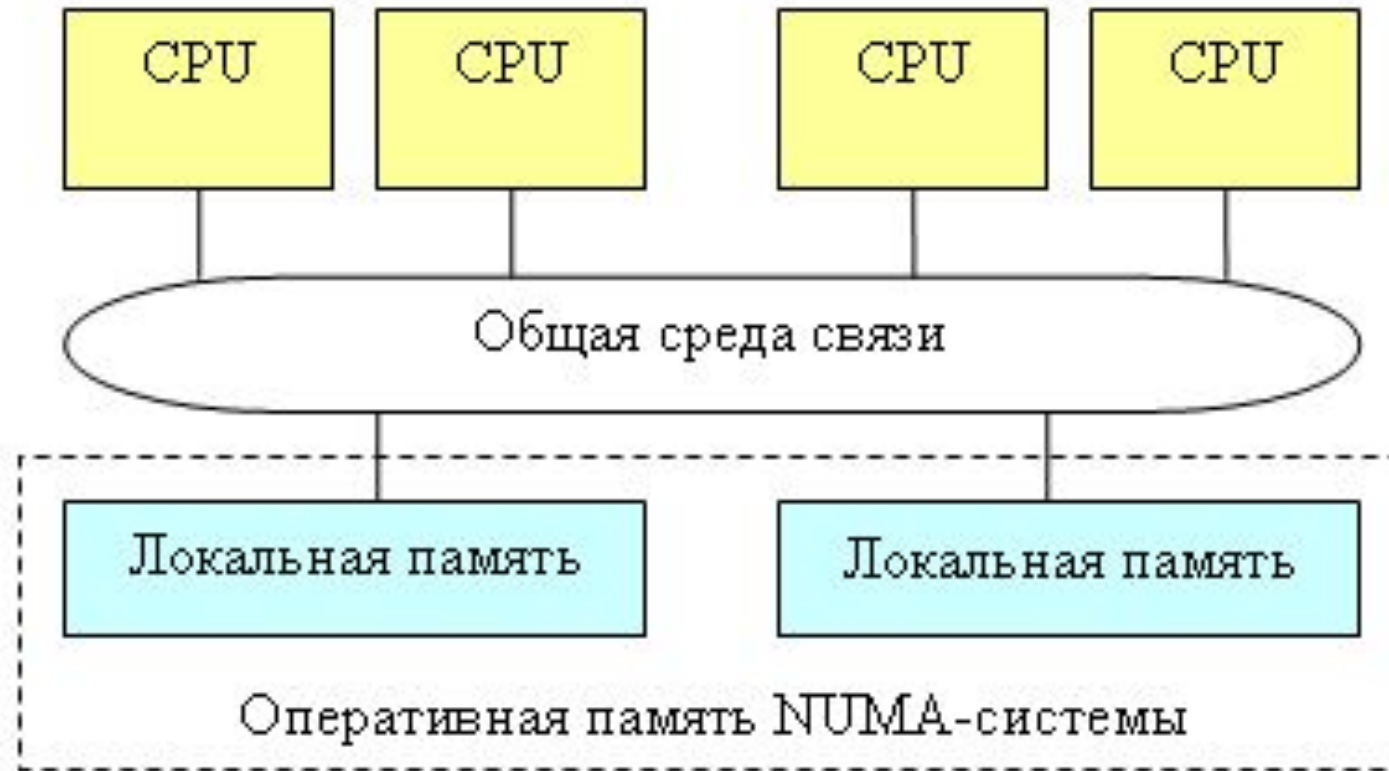 CPU CPU CPU CPU
Общая среда связи
Локальная память Локальная память
Оперативная память NUMA-системы